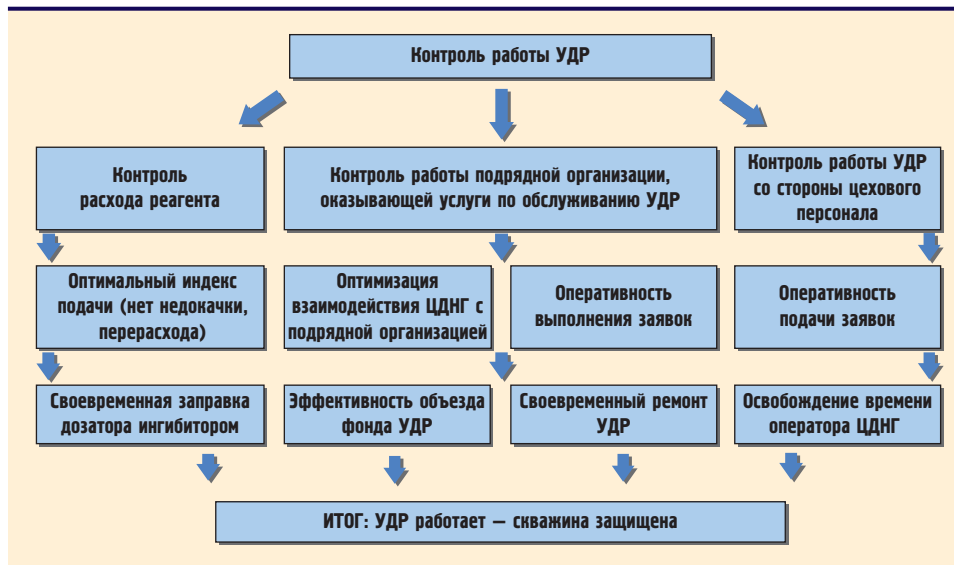 Контроль работы УДР
Контроль
расхода реагента
Контроль работы подрядной организации,
оказывающей услуги по обслуживанию УДР
Контроль работы УДР
со стороны цехового
персонала
Оптимальный индекс
подачи (нет недокачки,
перерасхода)
Оптимизация
взаимодействия ЦДНГ с
подрядной организацией
Оперативность
выполнения заявок
Оперативность
подачи заявок
Своевременная заправка
дозатора ингибитором
Эффективность объезда
фонда УДР
Своевременный ремонт
УДР
Освобождение времени
оператора ЦДНГ
ИТОГ: УДР работает – скважина защищена